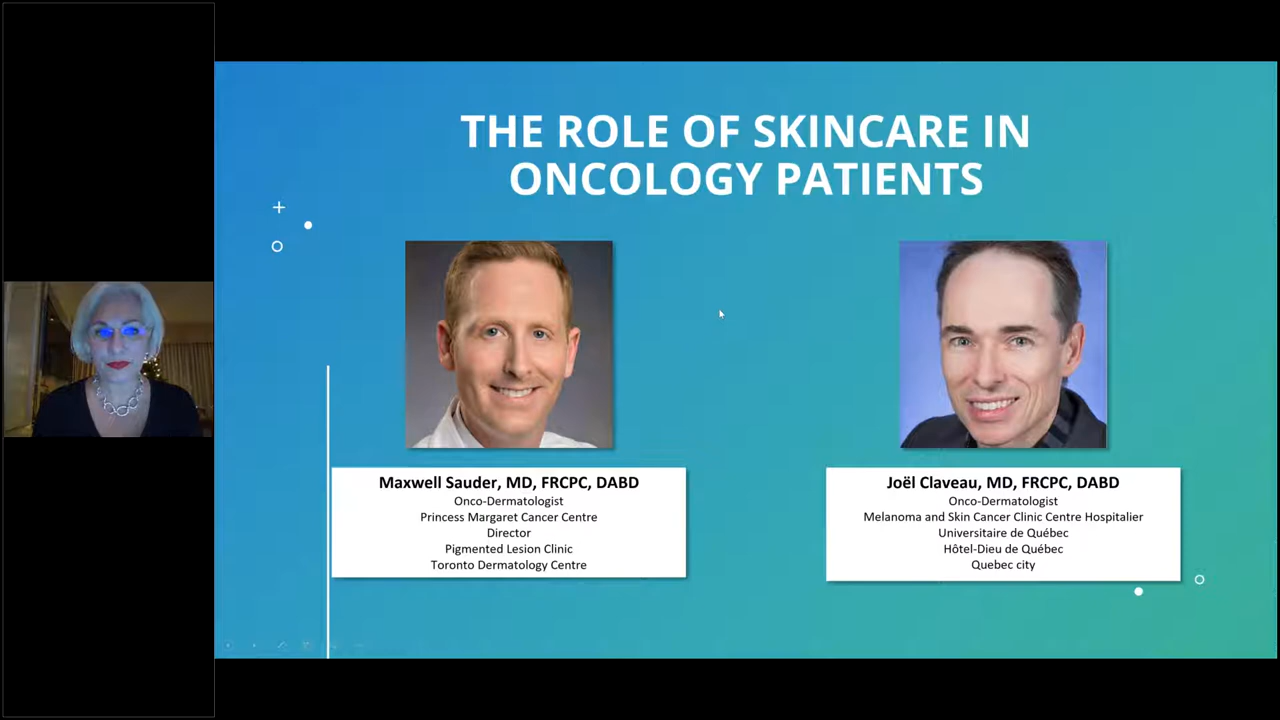 THE ROLE OF SKINCARE IN
ONCOLOGY PATIENTS
Maxwell Sauder, MD, FRCPC, DABD
Onco-Dermatologist
Princess Margaret Cancer Centre
Director
Pigmented Lesion Clinic
Toronto Dermatology Centre
Joël Claveau, MD, FRCPC, DABD
Onco-Dermatologist
Melanoma and Skin Cancer Clinic Centre Hospitalier
Universitaire de Québec
Hôtel-Dieu de Québec
Quebec city